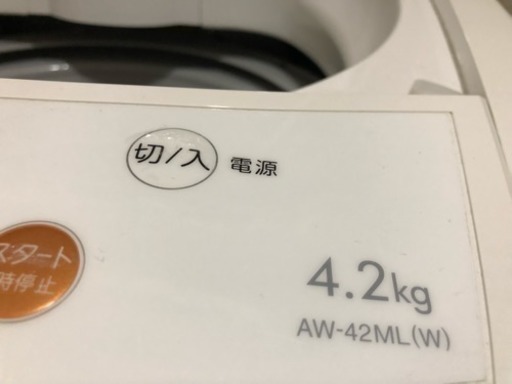 切/入 電源
スタート
時停止
4.2kg
AW-42ML(W)